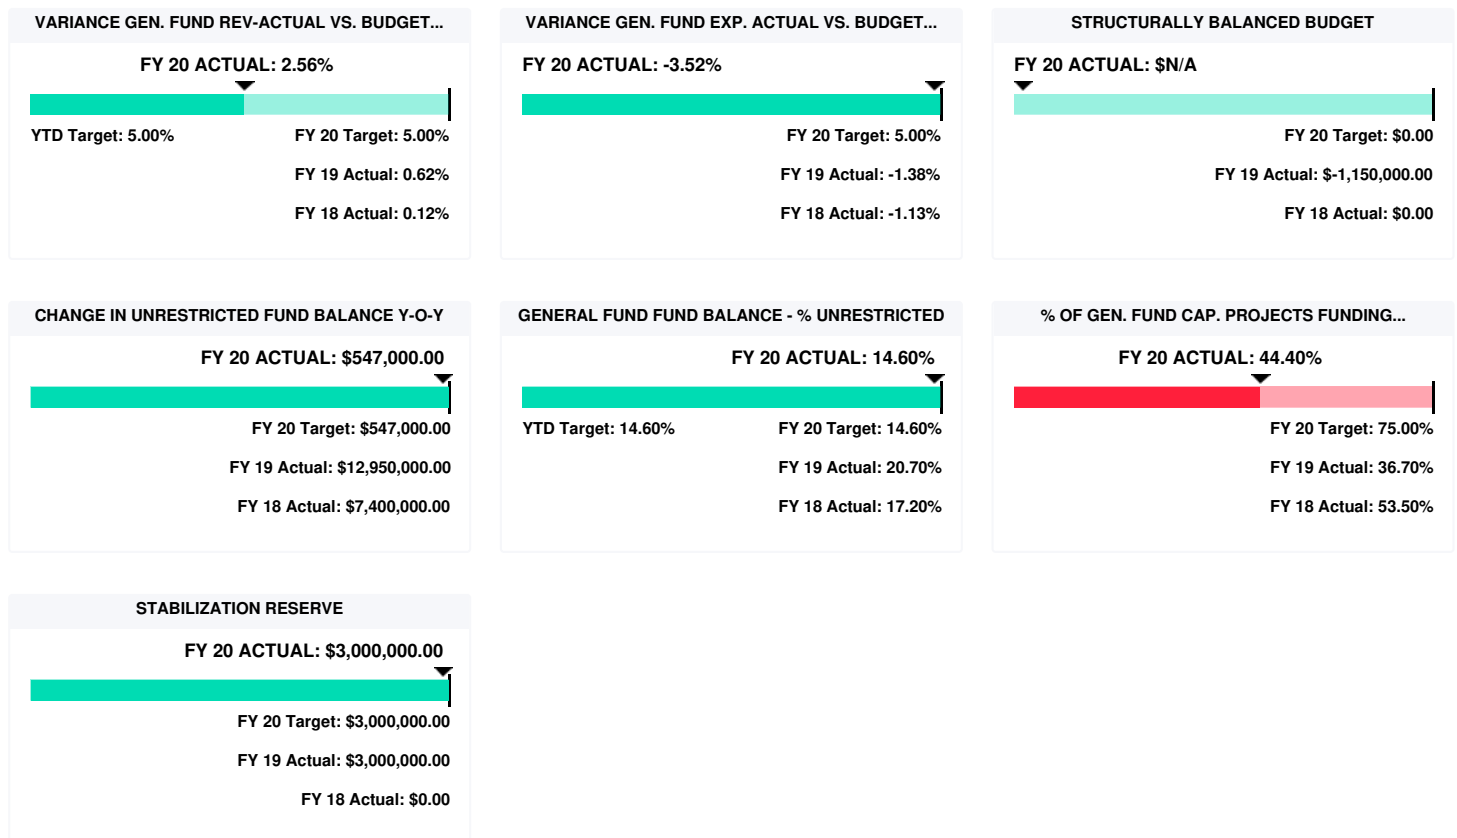 VARIANCE GEN. FUND REV-ACTUAL VS. BUDGET...
FY 20 ACTUAL: 2.56%
YTD Target: 5.00%
FY 20 Target: 5.00%
FY 19 Actual: 0.62%
FY 18 Actual: 0.12%
VARIANCE GEN. FUND EXP. ACTUAL VS. BUDGET...
FY 20 ACTUAL: -3.52%
FY 20 Target: 5.00%
FY 19 Actual: -1.38%
FY 18 Actual: -1.13%
STRUCTURALLY BALANCED BUDGET
FY 20 ACTUAL: $N/A
FY 20 Target: $0.00
FY 19 Actual: $-1,150,000.00
FY 18 Actual: $0.00
CHANGE IN UNRESTRICTED FUND BALANCE Y-O-Y
FY 20 ACTUAL: $547,000.00
FY 20 Target: $547,000.00
FY 19 Actual: $12,950,000.00
FY 18 Actual: $7,400,000.00
GENERAL FUND FUND BALANCE - % UNRESTRICTED
FY 20 ACTUAL: 14.60%
YTD Target: 14.60%
FY 20 Target: 14.60%
FY 19 Actual: 20.70%
FY 18 Actual: 17.20%
% OF GEN. FUND CAP. PROJECTS FUNDING...
FY 20 ACTUAL: 44.40%
FY 20 Target: 75.00%
FY 19 Actual: 36.70%
FY 18 Actual: 53.50%
STABILIZATION RESERVE
FY 20 ACTUAL: $3,000,000.00
FY 20 Target: $3,000,000.00
FY 19 Actual: $3,000,000.00
FY 18 Actual: $0.00